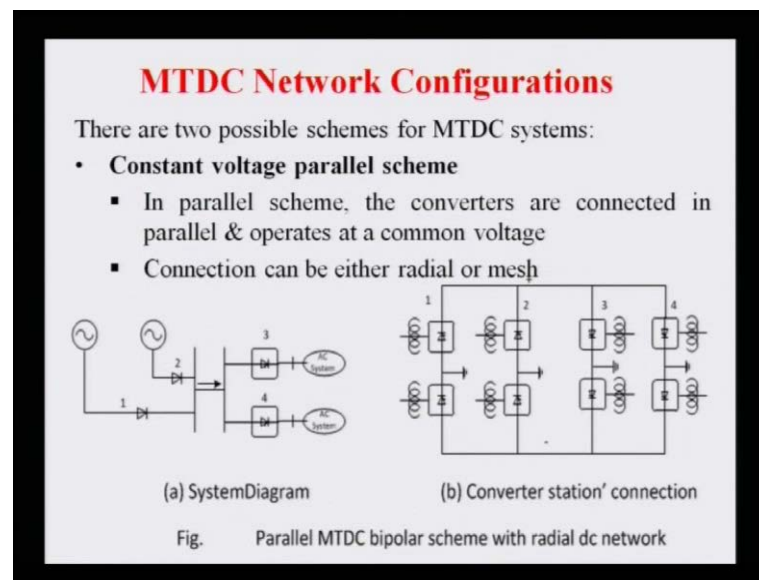 MTDC Network Configurations
There are two possible schemes for MTDC systems:
• Constant voltage parallel scheme
▪ In parallel scheme, the converters are connected in
parallel & operates at a common voltage
▪ Connection can be either radial or mesh
+
1
2
3
4
3
2
AC
System
1
4
AC
System
(a) SystemDiagram
(b) Converter station' connection
Fig. Parallel MTDC bipolar scheme with radial dc network